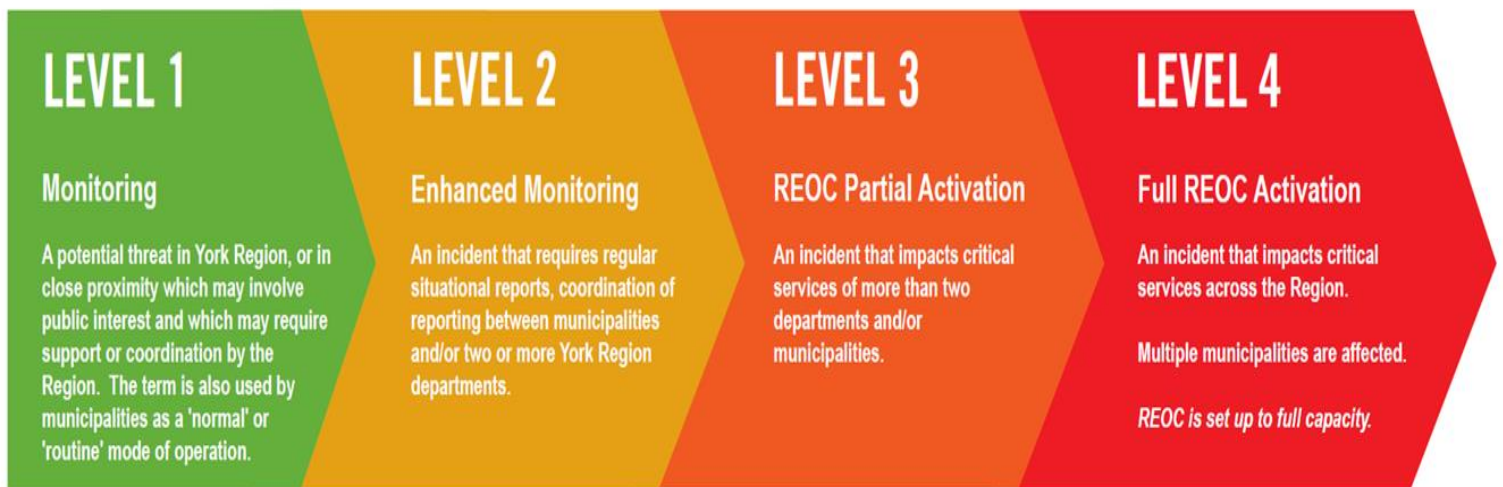 LEVEL 1
Monitoring
A potential threat in York Region, or in
close proximity which may involve
public interest and which may require
support or coordination by the
Region.  The term is also used by
municipalities as a 'normal' or
'routine' mode of operation.
LEVEL 2
Enhanced Monitoring
An incident that requires regular
situational reports, coordination of
reporting between municipalities
and/or two or more York Region
departments.
LEVEL 3
REOC Partial Activation
An incident that impacts critical
services of more than two
departments and/or
municipalities.
LEVEL 4
Full REOC Activation
An incident that impacts critical
services across the Region.
Multiple municipalities are affected.
REOC is set up to full capacity.